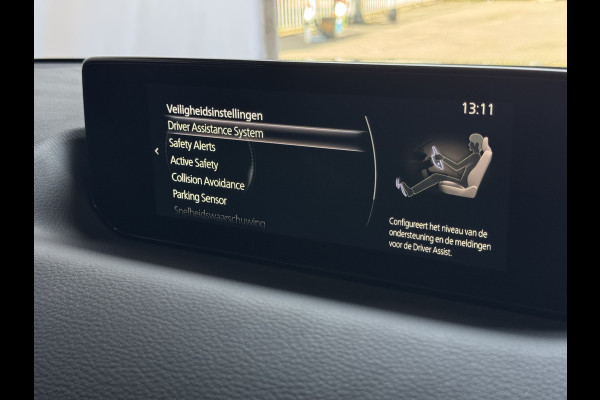 13:11
Veiligheidsinstellingen
Driver Assistance System
Safety Alerts
Active Safety
Collision Avoidance
Parking Sensor
Snelheidswaarschuwing
Configureert het niveau van de
ondersteuning en de meldingen
voor de Driver Assist.